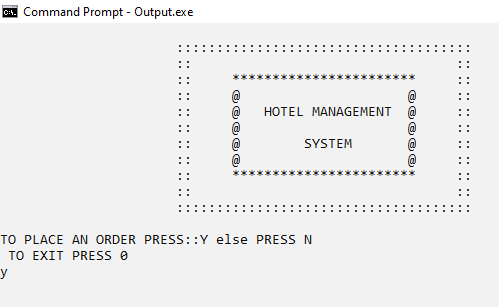 Command Prompt - Output.exe
:::::::::::::::::::::::::::::::::::::
:: ::
:: *********************** ::
:: @ @ ::
:: @ HOTEL MANAGEMENT @ ::
:: @ @ ::
:: @ SYSTEM @ ::
:: @ @ ::
:: *********************** ::
:: ::
:::::::::::::::::::::::::::::::::::::
TO PLACE AN ORDER PRESS::Y else PRESS N
TO EXIT PRESS 0
y